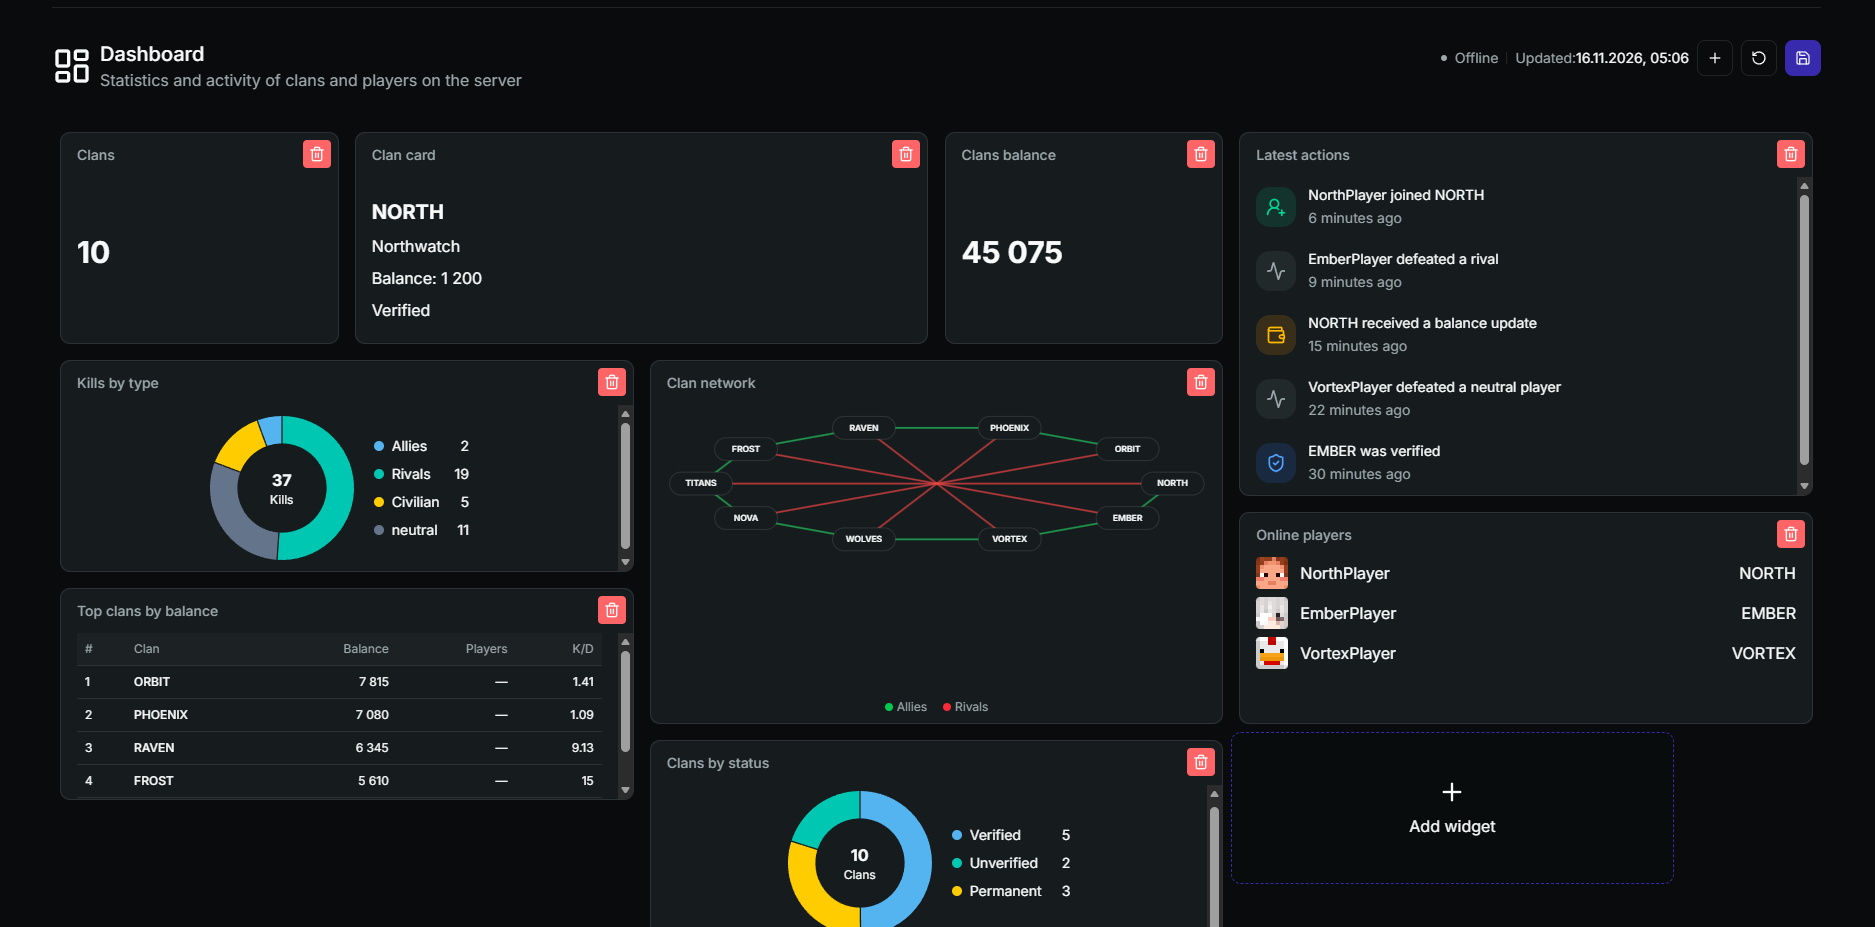 Dashboard
Statistics and activity of clans and players on the server
Offline
Updated:16.11.2026, 05:06
Clans
10
Clan card
NORTH
Northwatch
Balance: 1 200
Verified
Clans balance
45 075
Latest actions
NorthPlayer joined NORTH
6 minutes ago
EmberPlayer defeated a rival
9 minutes ago
NORTH received a balance update
15 minutes ago
VortexPlayer defeated a neutral player
22 minutes ago
EMBER was verified
30 minutes ago
Kills by type
37
Kills
Allies 2
Rivals 19
Civilian 5
neutral 11
Clan network
RAVEN
PHOENIX
FROST
ORBIT
TITANS
NORTH
NOVA
EMBER
WOLVES
VORTEX
Allies
Rivals
Online players
NorthPlayer NORTH
EmberPlayer EMBER
VortexPlayer VORTEX
Top clans by balance
# Clan Balance Players K/D
1 ORBIT 7 815 — 1.41
2 PHOENIX 7 080 — 1.09
3 RAVEN 6 345 — 9.13
4 FROST 5 610 — 15
Clans by status
10
Clans
Verified 5
Unverified 2
Permanent 3
Add widget